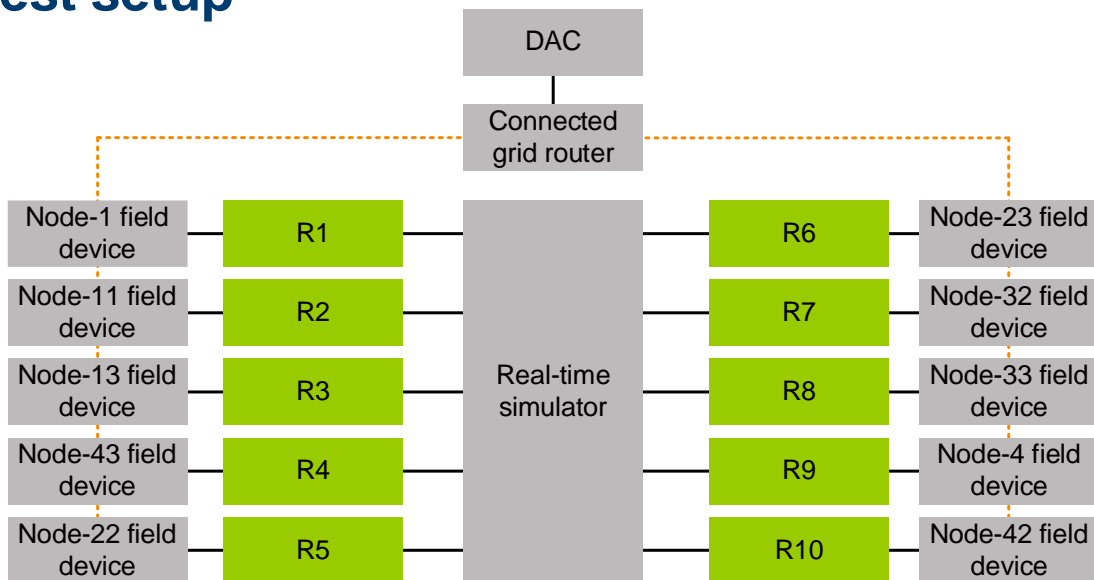 est setup
DAC
Connected
grid router
Node-1 field
device
R1
R6
Node-23 field
device
Node-11 field
device
R2
R7
Node-32 field
device
Node-13 field
device
R3
Real-time
simulator
R8
Node-33 field
device
Node-43 field
device
R4
R9
Node-4 field
device
Node-22 field
device
R5
R10
Node-42 field
device